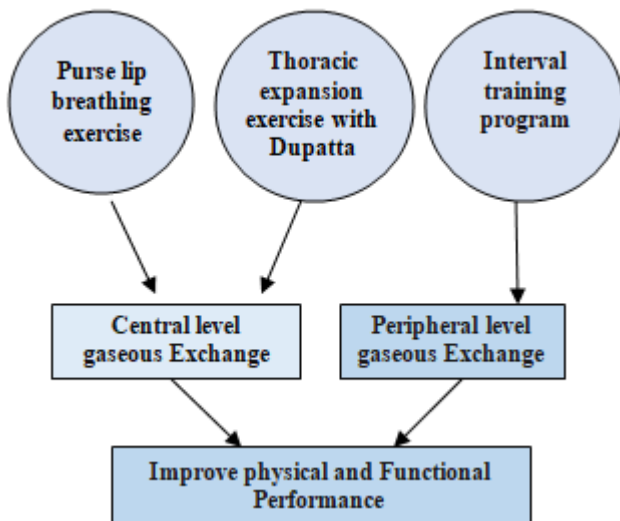 Purse lip
breathing
exercise
Thoracic
expansion
exercise with
Dupatta
Interval
training
program
Central level
gaseous Exchange
Peripheral level
gaseous Exchange
Improve physical and Functional
Performance